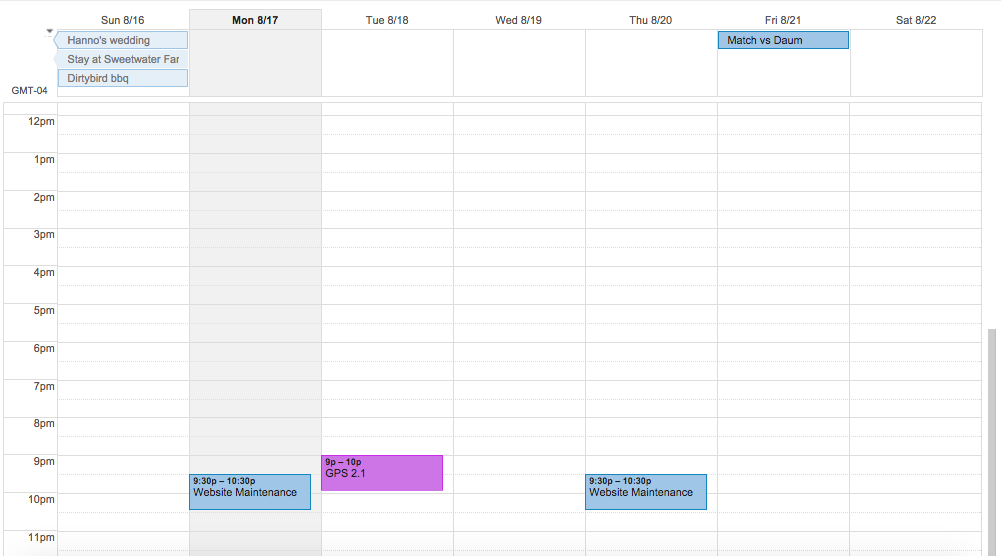 Sun 8/16
Mon 8/17
Tue 8/18
Wed 8/19
Thu 8/20
Fri 8/21
Sat 8/22
Hanno's wedding
Match vs Daum
Stay at Sweetwater Far
Dirtybird bbq
GMT-04
12pm
1pm
2pm
3pm
4pm
5pm
6pm
7pm
8pm
9pm
9p – 10p
GPS 2.1
9:30p – 10:30p
Website Maintenance
9:30p – 10:30p
Website Maintenance
10pm
11pm